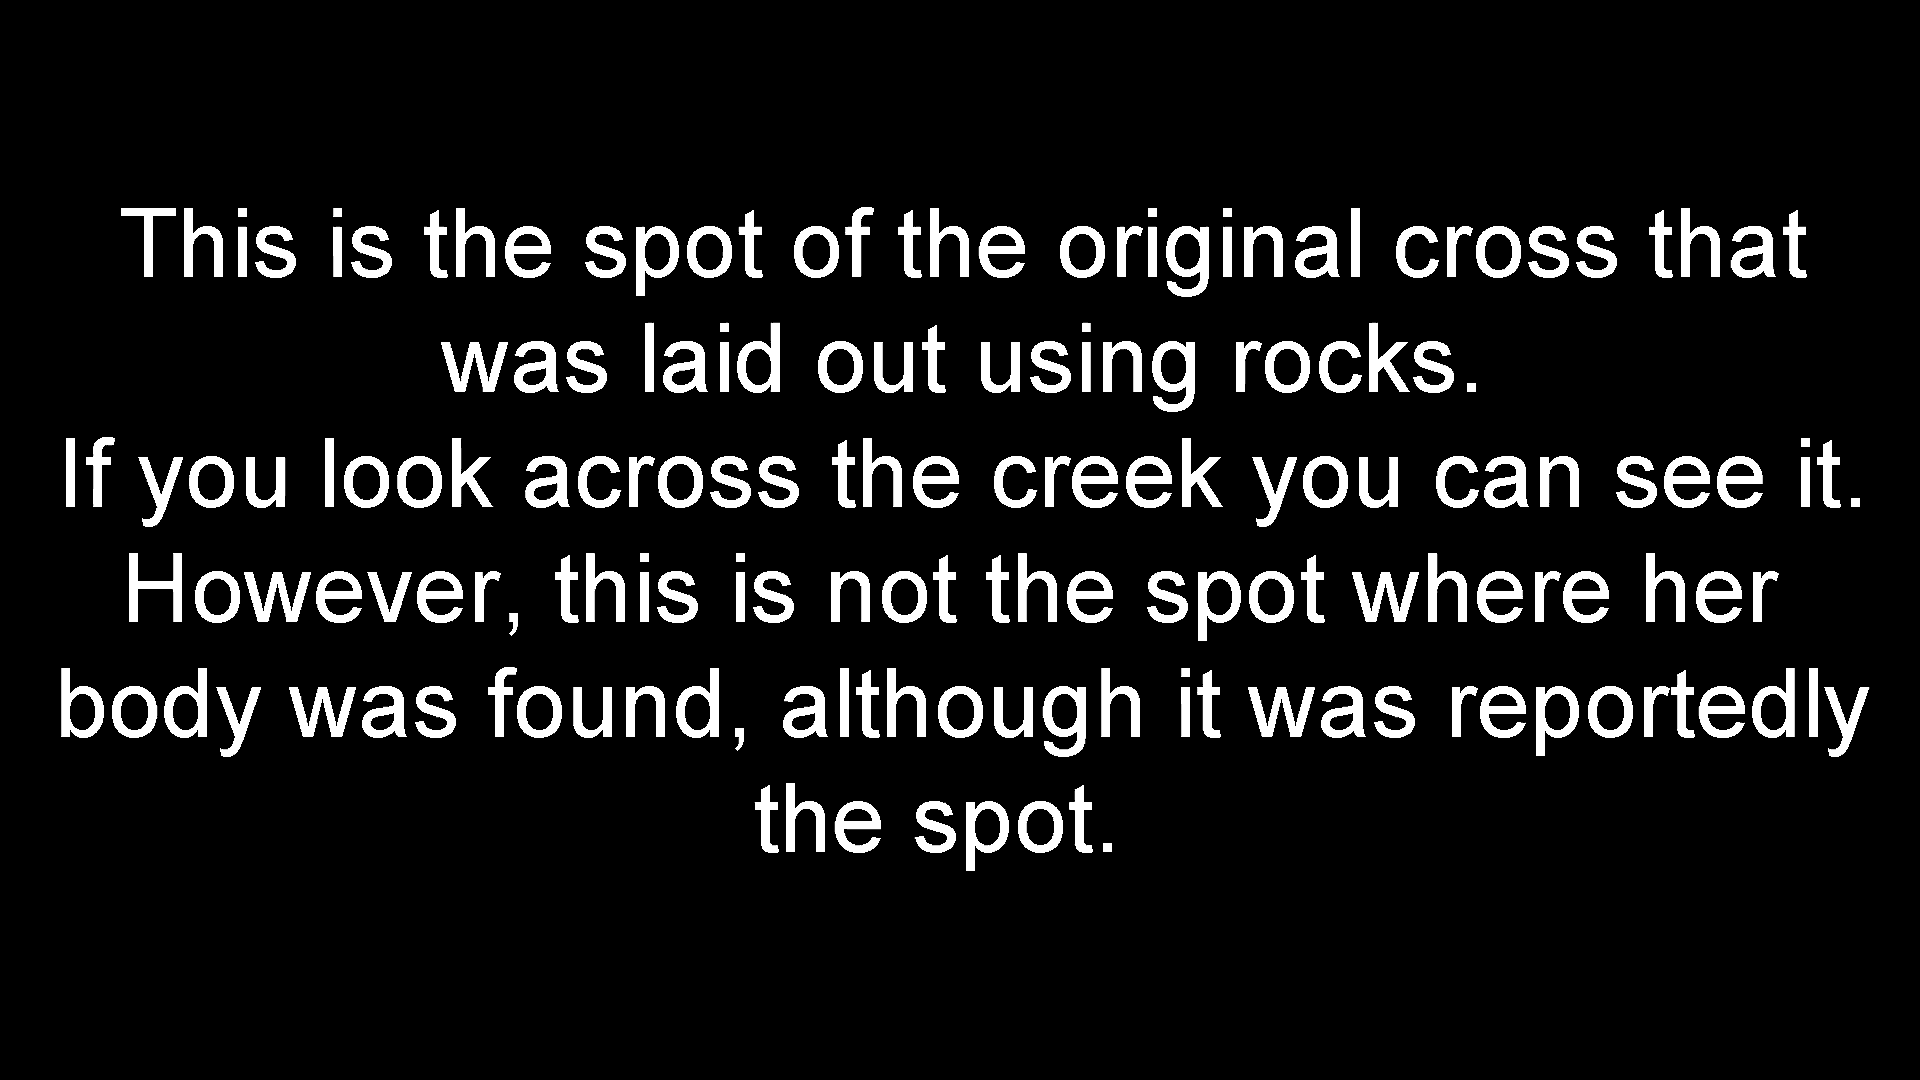 This is the spot of the original cross that
was laid out using rocks.
If you look across the creek you can see it.
However, this is not the spot where her
body was found, although it was reportedly
the spot.